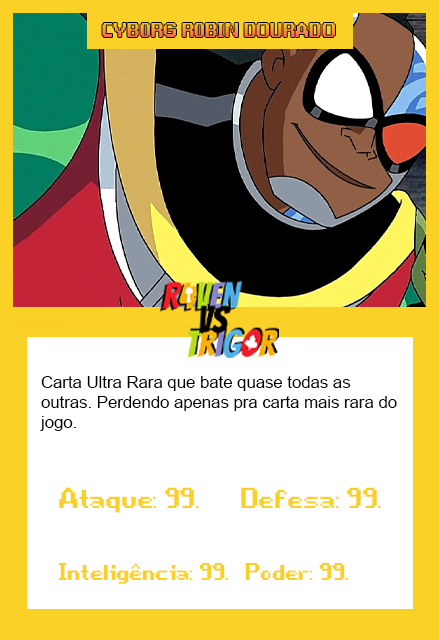 CYBORG ROBIN DOURADO
RAVEN
VS
TRIGOR
Carta Ultra Rara que bate quase todas as
outras. Perdendo apenas pra carta mais rara do
jogo.
Ataque: 99. Defesa: 99.
Inteligência: 99. Poder: 99.